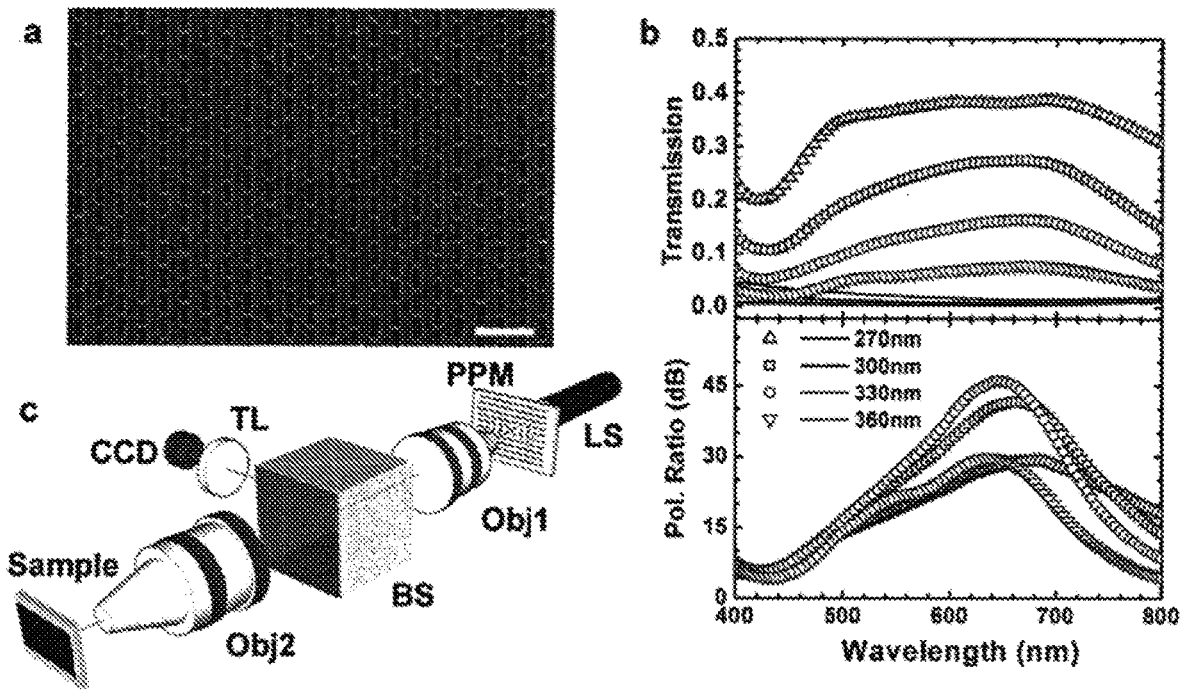 a
b
0.5
0.4
0.3
0.2
0.1
0.0
Transmission
270nm
300nm
330nm
360nm
45
30
15
0
Pol. Ratio (dB)
400
500
600
700
800
Wavelength (nm)
c
CCD
TL
PPM
LS
Obj1
BS
Obj2
Sample